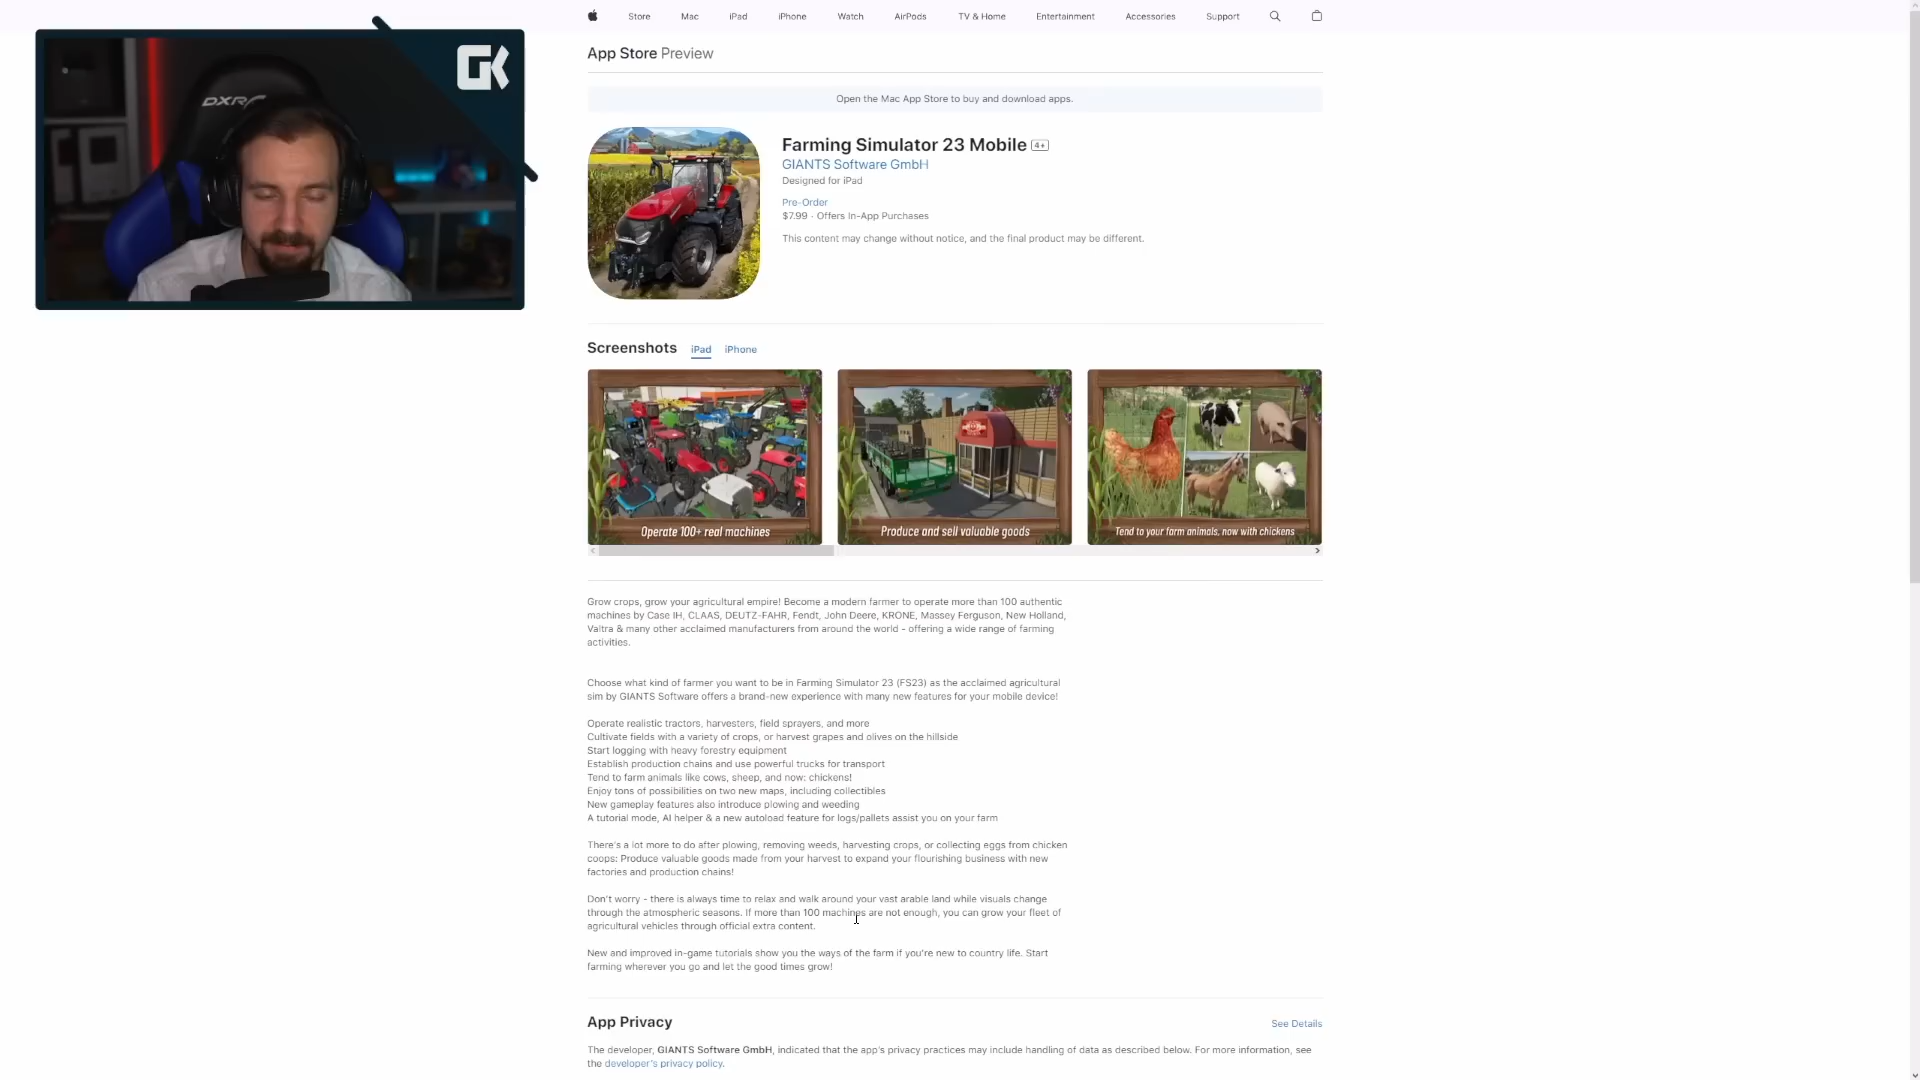 Store Mac iPad iPhone Watch AirPods TV & Home Entertainment Accessories Support
GK
DXR
App Store Preview
Open the Mac App Store to buy and download apps.
Farming Simulator 23 Mobile 4+
GIANTS Software GmbH
Designed for iPad
Pre-Order
$7.99 · Offers In-App Purchases
This content may change without notice, and the final product may be different.
Screenshots iPad iPhone
Operate 100+ real machines
Produce and sell valuable goods
Tend to your farm animals, now with chickens
Grow crops, grow your agricultural empire! Become a modern farmer to operate more than 100 authentic
machines by Case IH, CLAAS, DEUTZ-FAHR, Fendt, John Deere, KRONE, Massey Ferguson, New Holland,
Valtra & many other acclaimed manufacturers from around the world - offering a wide range of farming
activities.
Choose what kind of farmer you want to be in Farming Simulator 23 (FS23) as the acclaimed agricultural
sim by GIANTS Software offers a brand-new experience with many new features for your mobile device!
Operate realistic tractors, harvesters, field sprayers, and more
Cultivate fields with a variety of crops, or harvest grapes and olives on the hillside
Start logging with heavy forestry equipment
Establish production chains and use powerful trucks for transport
Tend to farm animals like cows, sheep, and now: chickens!
Enjoy tons of possibilities on two new maps, including collectibles
New gameplay features also introduce plowing and weeding
A tutorial mode, AI helper & a new autoload feature for logs/pallets assist you on your farm
There's a lot more to do after plowing, removing weeds, harvesting crops, or collecting eggs from chicken
coops: Produce valuable goods made from your harvest to expand your flourishing business with new
factories and production chains!
Don't worry - there is always time to relax and walk around your vast arable land while visuals change
through the atmospheric seasons. If more than 100 machines are not enough, you can grow your fleet of
agricultural vehicles through official extra content.
New and improved in-game tutorials show you the ways of the farm if you're new to country life. Start
farming wherever you go and let the good times grow!
App Privacy See Details
The developer, GIANTS Software GmbH, indicated that the app's privacy practices may include handling of data as described below. For more information, see
the developer's privacy policy.